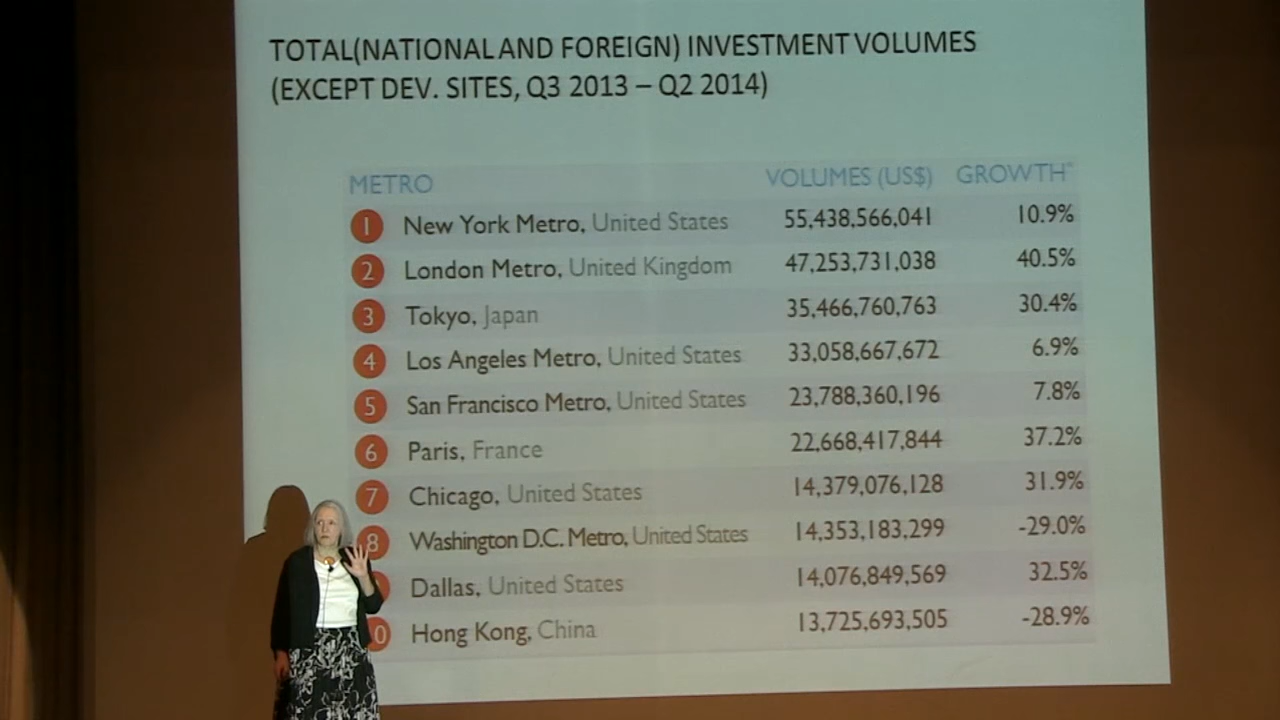 TOTAL(NATIONAL AND FOREIGN) INVESTMENT VOLUMES
(EXCEPT DEV. SITES, Q3 2013 – Q2 2014)
METRO VOLUMES (US$) GROWTH*
1 New York Metro, United States 55,438,566,041 10.9%
2 London Metro, United Kingdom 47,253,731,038 40.5%
3 Tokyo, Japan 35,466,760,763 30.4%
4 Los Angeles Metro, United States 33,058,667,672 6.9%
5 San Francisco Metro, United States 23,788,360,196 7.8%
6 Paris, France 22,668,417,844 37.2%
7 Chicago, United States 14,379,076,128 31.9%
8 Washington D.C. Metro, United States 14,353,183,299 -29.0%
Dallas, United States 14,076,849,569 32.5%
0 Hong Kong, China 13,725,693,505 -28.9%